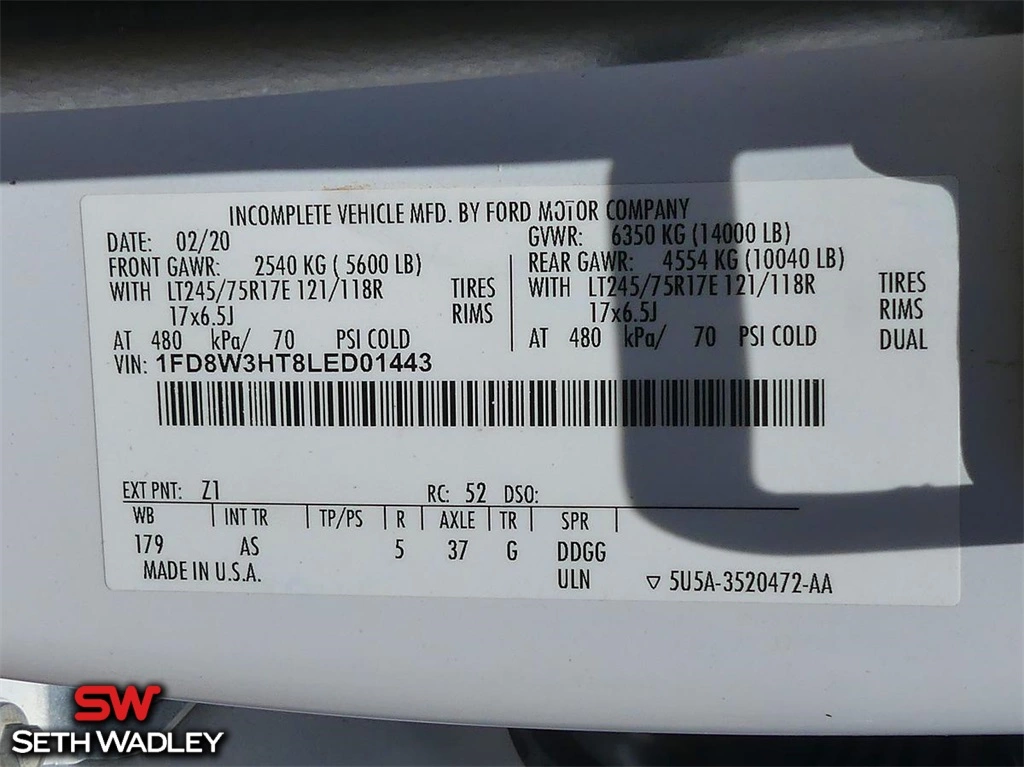 INCOMPLETE VEHICLE MFD. BY FORD MOTOR COMPANY
DATE: 02/20 GVWR: 6350 KG (14000 LB)
FRONT GAWR: 2540 KG ( 5600 LB) REAR GAWR: 4554 KG (10040 LB)
WITH LT245/75R17E 121/118R TIRES WITH LT245/75R17E 121/118R TIRES
17x6.5J RIMS 17x6.5J RIMS
AT 480 kPa/ 70 PSI COLD AT 480 kPa/ 70 PSI COLD DUAL
VIN: 1FD8W3HT8LED01443
EXT PNT: Z1 RC: 52 DSO:
WB INT TR TP/PS R AXLE TR SPR
179 AS 5 37 G DDGG
MADE IN U.S.A. ULN 5U5A-3520472-AA
SW
SETH WADLEY